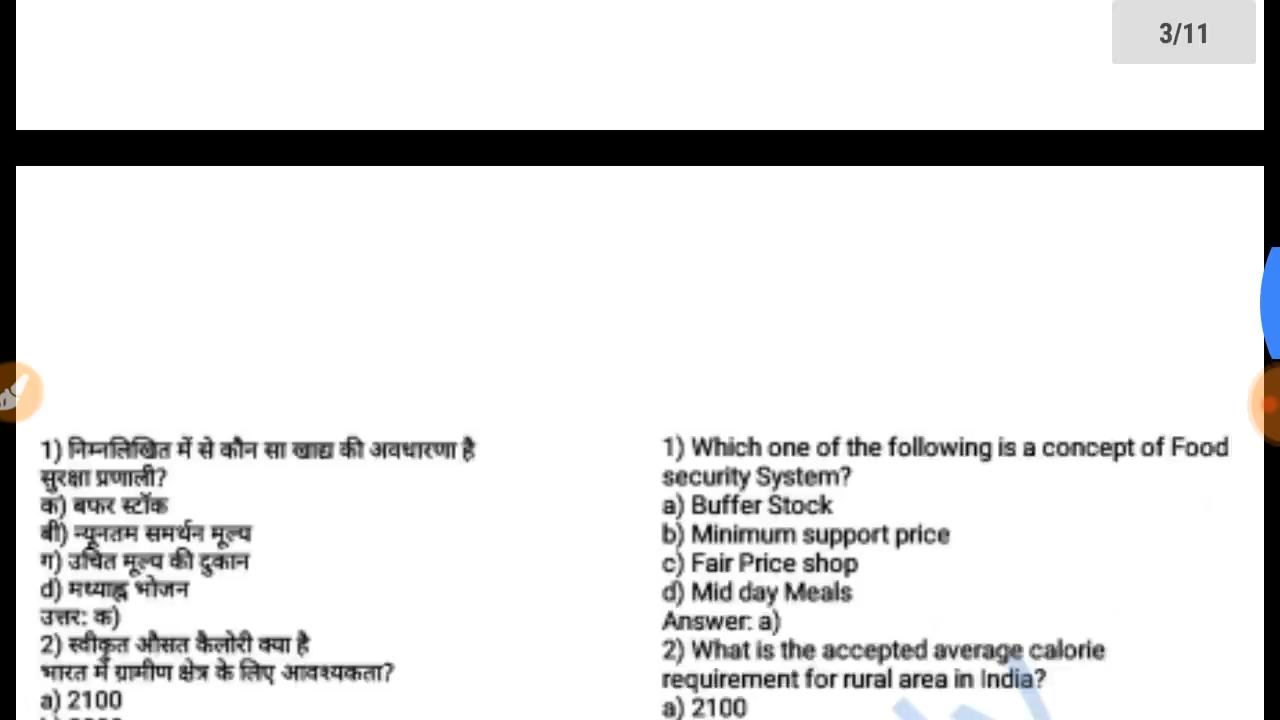 3/11
1) निम्नलिखित में से कौन सा खाद्य की अवधारणा है
सुरक्षा प्रणाली?
क) बफर स्टॉक
बी) न्यूनतम समर्थन मूल्य
ग) उचित मूल्य की दुकान
d) मध्याह्न भोजन
उत्तर: क)
2) स्वीकृत औसत कैलोरी क्या है
भारत में ग्रामीण क्षेत्र के लिए आवश्यकता?
a) 2100
1) Which one of the following is a concept of Food
security System?
a) Buffer Stock
b) Minimum support price
c) Fair Price shop
d) Mid day Meals
Answer: a)
2) What is the accepted average calorie
requirement for rural area in India?
a) 2100